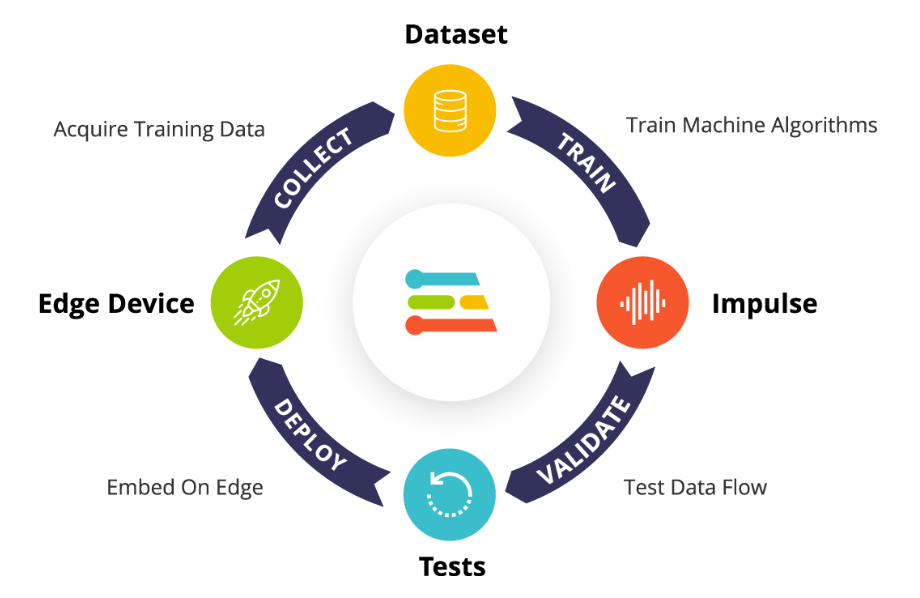 Dataset
Acquire Training Data
COLLECT
TRAIN
Train Machine Algorithms
Edge Device
Impulse
DEPLOY
VALIDATE
Embed On Edge
Test Data Flow
Tests